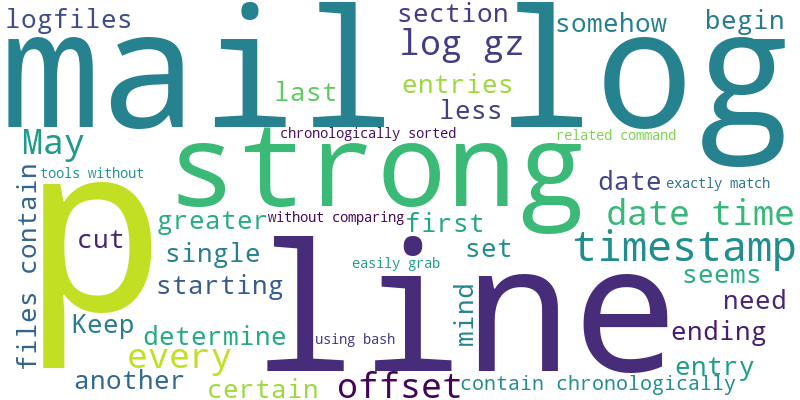 logfiles
mail log
section
somehow
begin
log gz
last
entries
less
May
chronologically sorted
related command
strong
tools without
files contain
p
date
exactly match
greater
without comparing
first
date time
cut
single
set
timestamp
starting
easily grab
line
seems
Keep
mind
need
determine
using bash
ending
every
entry
another
certain
offset
contain chronologically